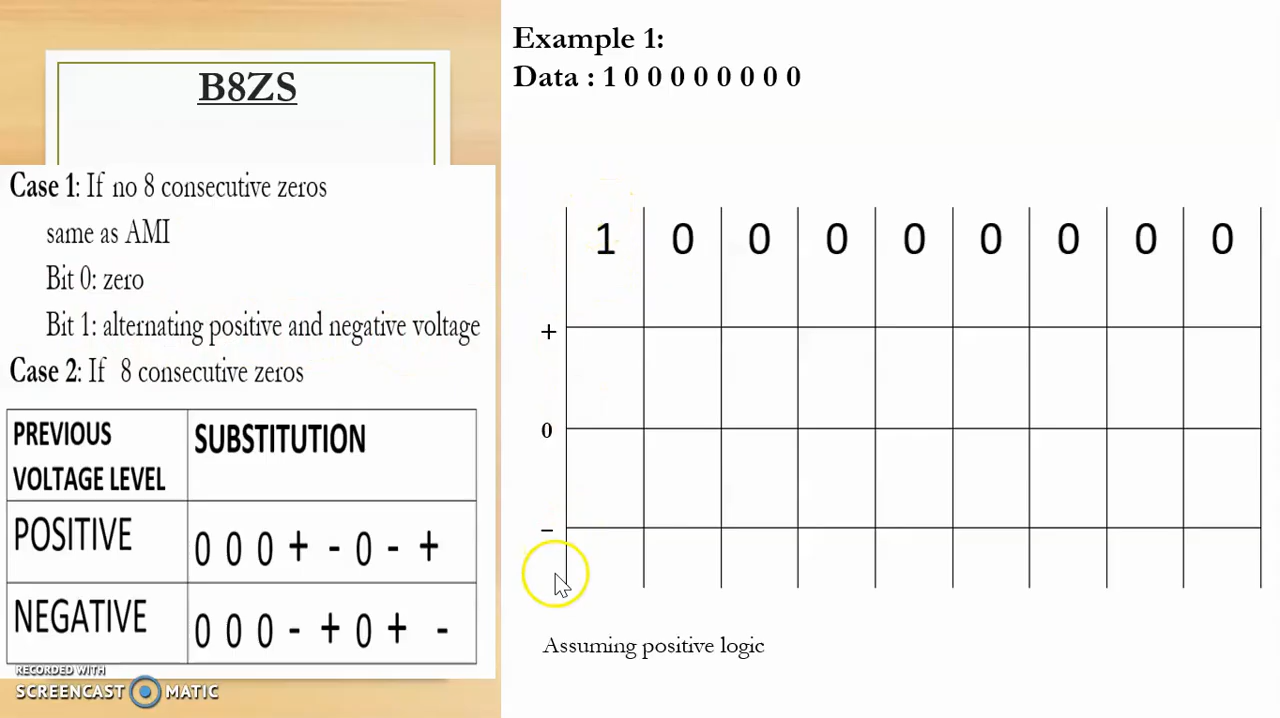 B8ZS
Case 1: If no 8 consecutive zeros
same as AMI
Bit 0: zero
Bit 1: alternating positive and negative voltage
Case 2: If 8 consecutive zeros
PREVIOUS VOLTAGE LEVEL SUBSTITUTION
POSITIVE 0 0 0 + - 0 - +
NEGATIVE 0 0 0 - + 0 + -
RECORDED WITH
SCREENCAST MATIC
Example 1:
Data : 1 0 0 0 0 0 0 0 0
1 0 0 0 0 0 0 0 0
+
0
–
Assuming positive logic